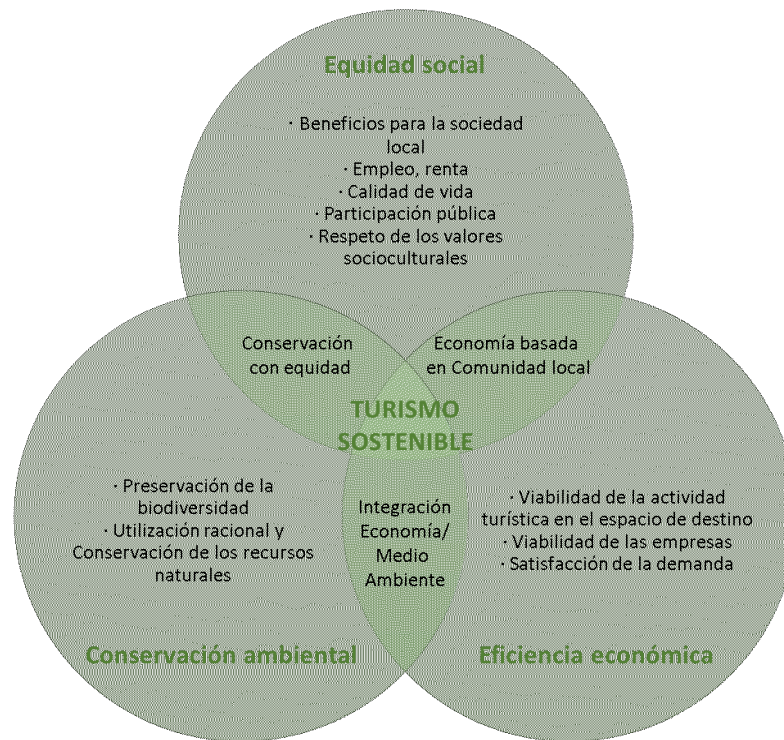 Equidad social
· Beneficios para la sociedad
local
· Empleo, renta
· Calidad de vida
· Participación pública
· Respeto de los valores
socioculturales
Conservación
con equidad
Economía basada
en Comunidad local
TURISMO
SOSTENIBLE
· Preservación de la
biodiversidad
· Utilización racional y
Conservación de los recursos
naturales
Integración
Economía/
Medio
Ambiente
· Viabilidad de la actividad
turística en el espacio de destino
· Viabilidad de las empresas
· Satisfacción de la demanda
Conservación ambiental
Eficiencia económica